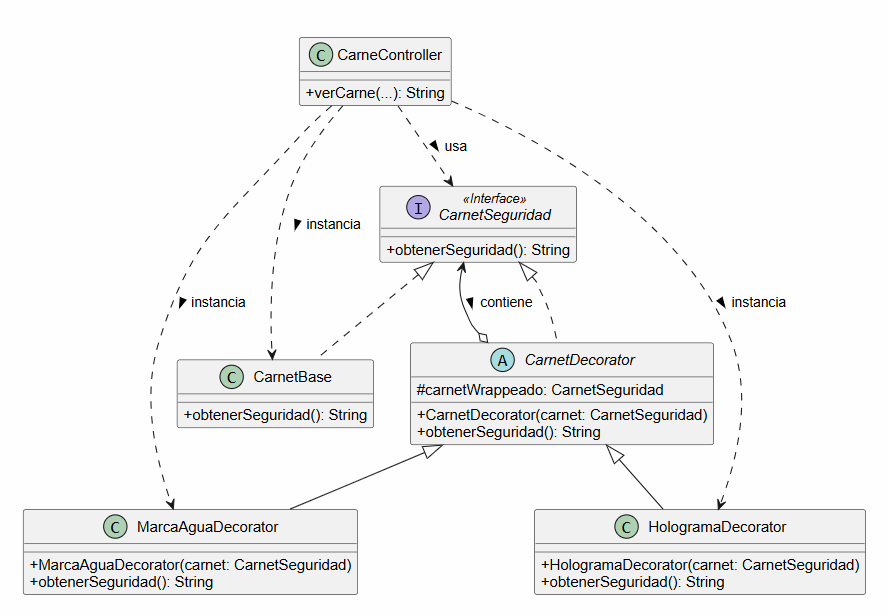 C CarneController
+verCarne(...): String
usa
«Interface»
I CarnetSeguridad
+obtenerSeguridad(): String
instancia
instancia
contiene
instancia
C CarnetBase
+obtenerSeguridad(): String
A CarnetDecorator
#carnetWrappeado: CarnetSeguridad
+CarnetDecorator(carnet: CarnetSeguridad)
+obtenerSeguridad(): String
C MarcaAguaDecorator
+MarcaAguaDecorator(carnet: CarnetSeguridad)
+obtenerSeguridad(): String
C HologramaDecorator
+HologramaDecorator(carnet: CarnetSeguridad)
+obtenerSeguridad(): String